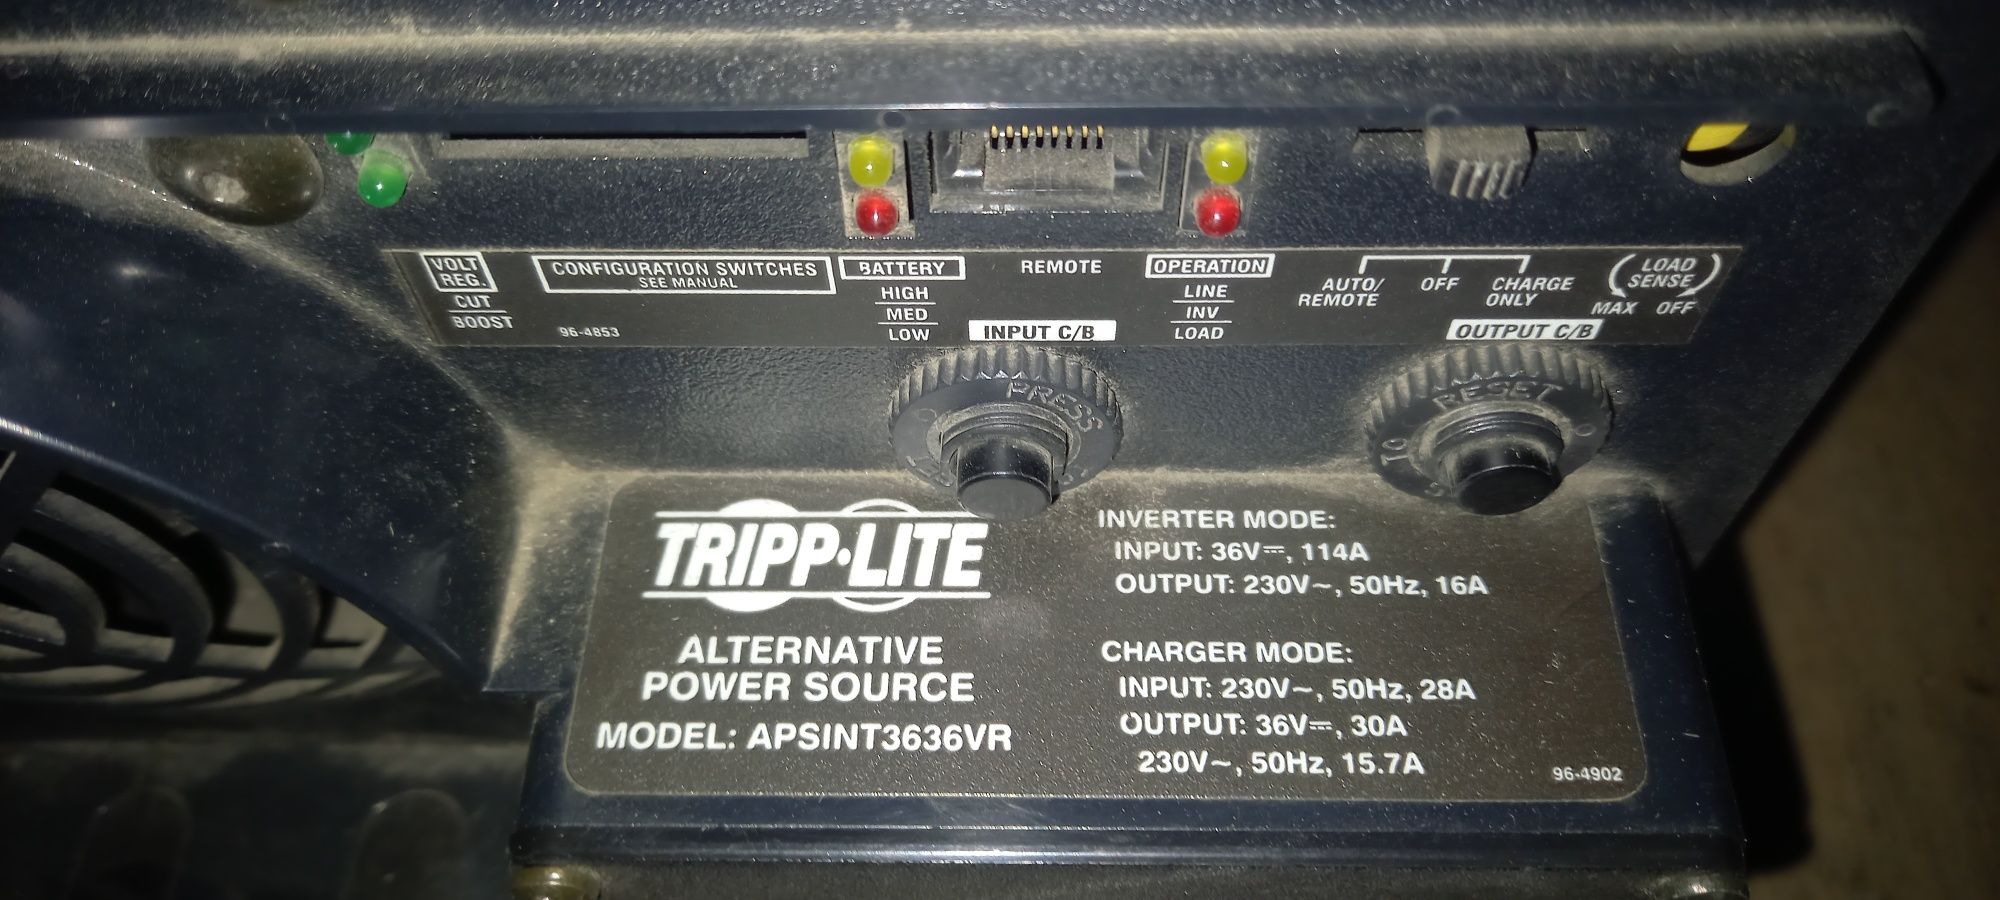 VOLT
REG.
CUT
BOOST
CONFIGURATION SWITCHES
SEE MANUAL
96-4853
BATTERY
HIGH
MED
LOW
REMOTE
INPUT C/B
OPERATION
LINE
INV
LOAD
AUTO/
REMOTE
OFF
CHARGE
ONLY
LOAD
SENSE
MAX OFF
OUTPUT C/B
PRESS
RESET
TO
TRIPP·LITE
ALTERNATIVE
POWER SOURCE
MODEL: APSINT3636VR
INVERTER MODE:
INPUT: 36V⎓, 114A
OUTPUT: 230V~, 50Hz, 16A
CHARGER MODE:
INPUT: 230V~, 50Hz, 28A
OUTPUT: 36V⎓, 30A
230V~, 50Hz, 15.7A
96-4902